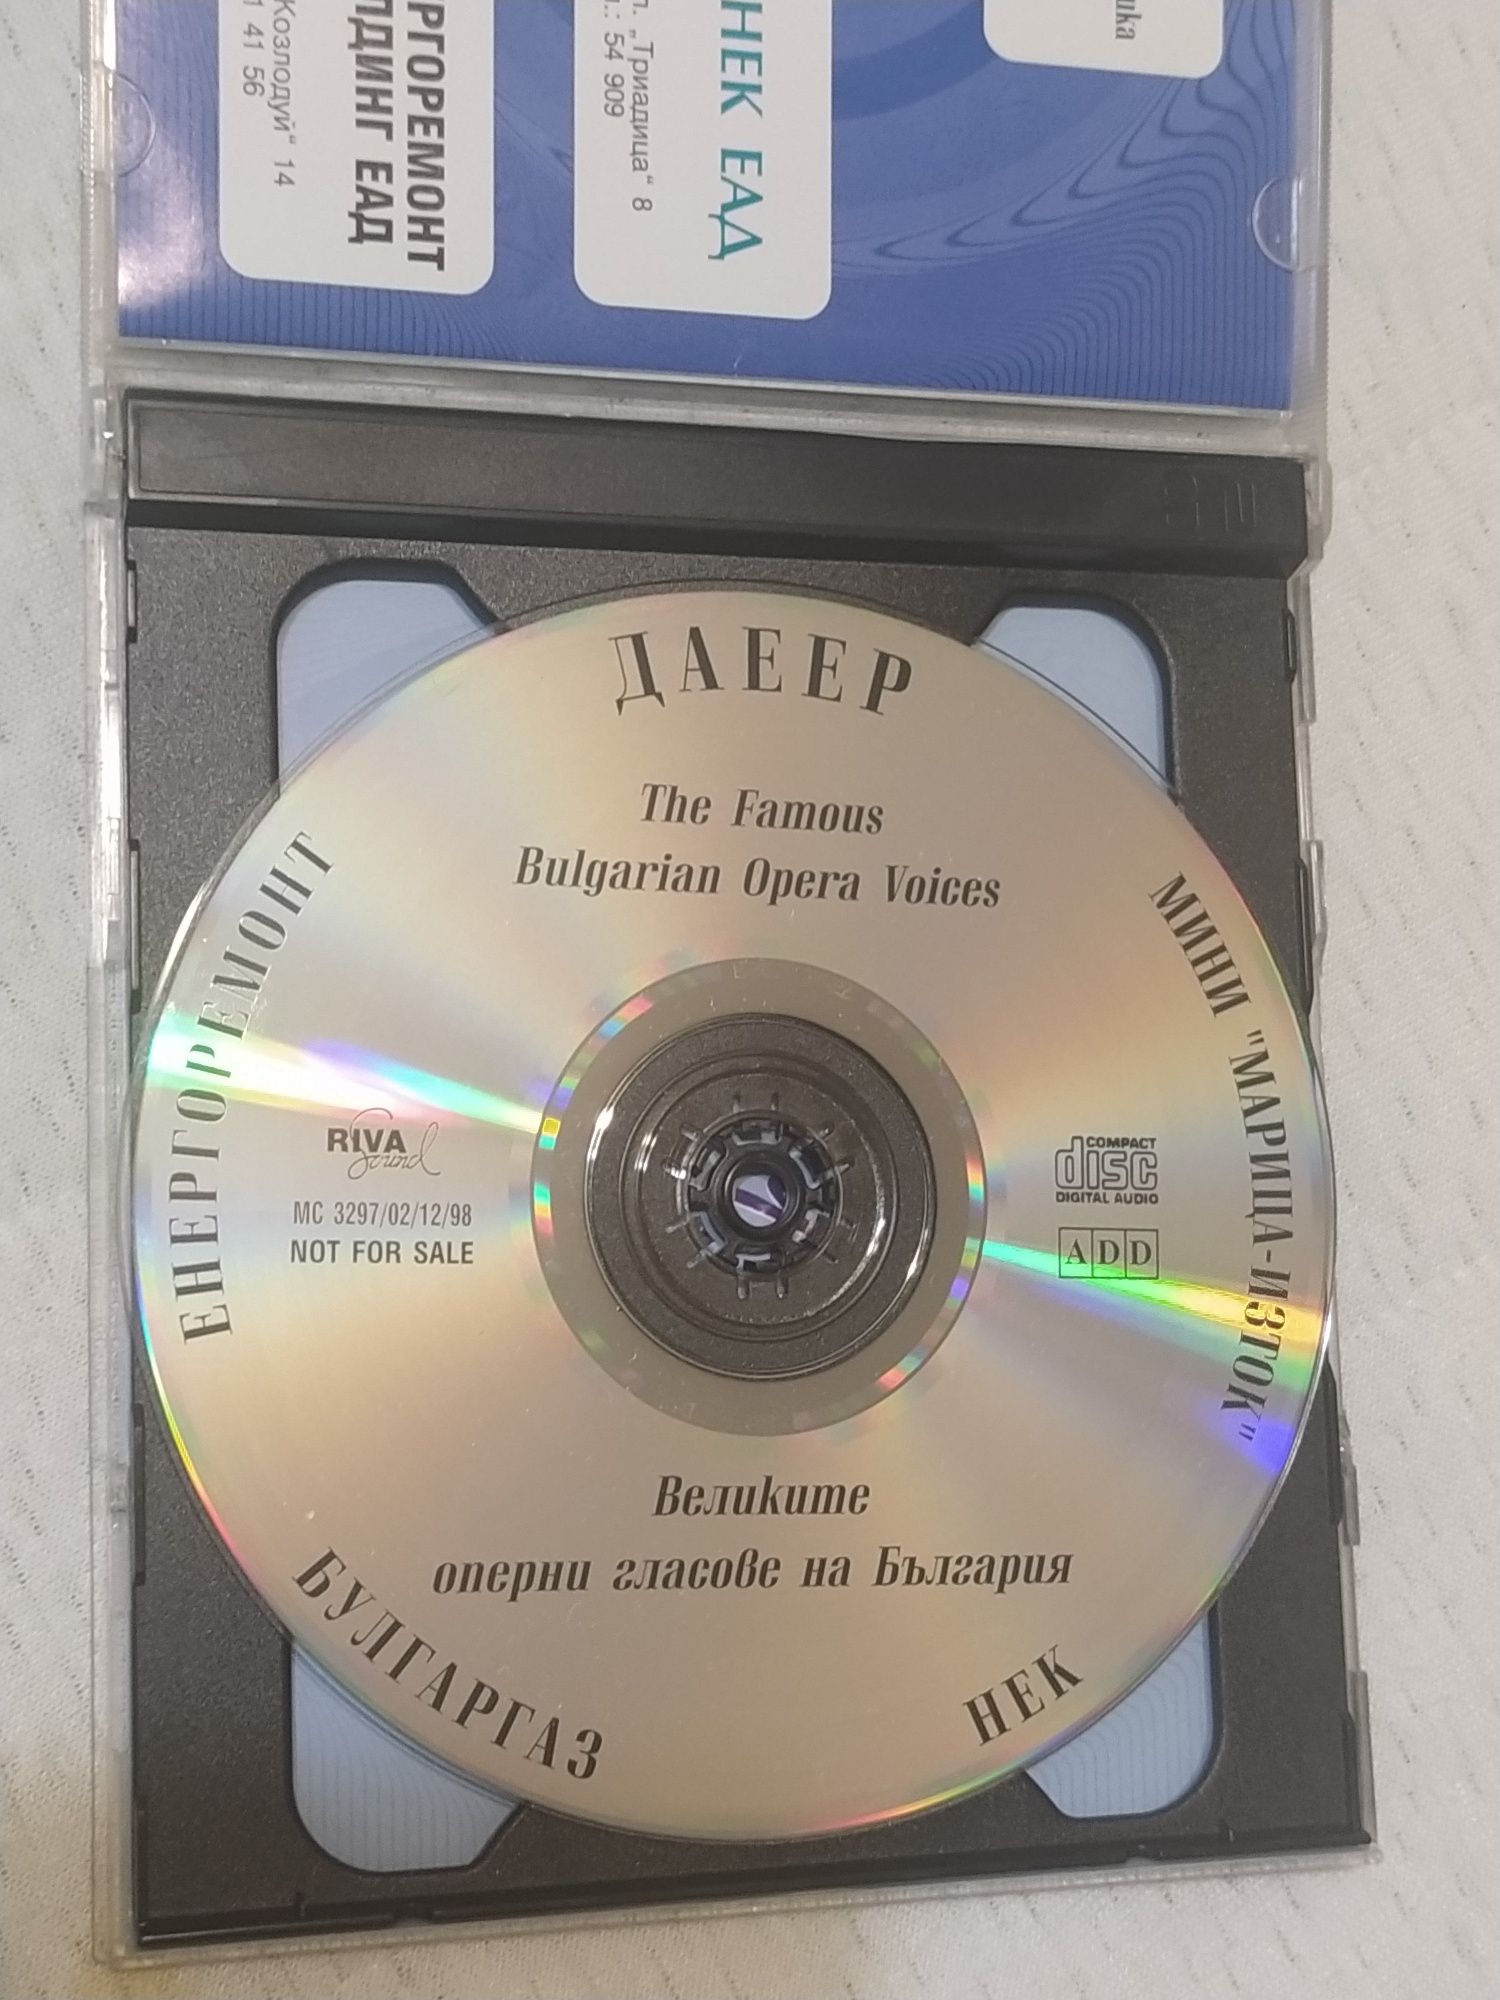 РГОРЕМОНТ
ЛДИНГ ЕАД
Козлодуй“ 14
41 56
НЕК ЕАД
„Триадица“ 8
.: 54 909
ДАЕЕР
The Famous
Bulgarian Opera Voices
ЕНЕРГОРЕМОНТ
МИНИ "МАРИЦА-ИЗТОК"
RIVA
Sound
MC 3297/02/12/98
NOT FOR SALE
COMPACT
disc
DIGITAL AUDIO
ADD
Великите
оперни гласове на България
БУЛГАРГАЗ
НЕК